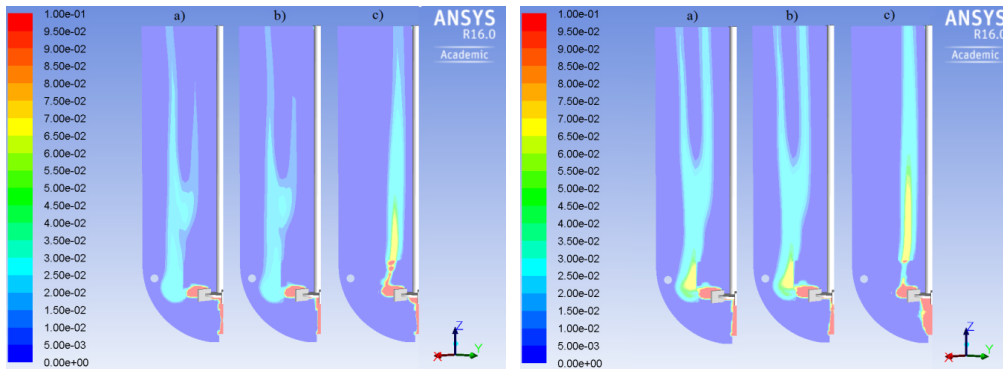 a) b) c)
ANSYS
R16.0
Academic
1.00e-01
9.50e-02
9.00e-02
8.50e-02
8.00e-02
7.50e-02
7.00e-02
6.50e-02
6.00e-02
5.50e-02
5.00e-02
4.50e-02
4.00e-02
3.50e-02
3.00e-02
2.50e-02
2.00e-02
1.50e-02
1.00e-02
5.00e-03
0.00e+00
Z
X Y
a) b) c)
ANSYS
R16.0
Academic
1.00e-01
9.50e-02
9.00e-02
8.50e-02
8.00e-02
7.50e-02
7.00e-02
6.50e-02
6.00e-02
5.50e-02
5.00e-02
4.50e-02
4.00e-02
3.50e-02
3.00e-02
2.50e-02
2.00e-02
1.50e-02
1.00e-02
5.00e-03
0.00e+00
Z
X Y